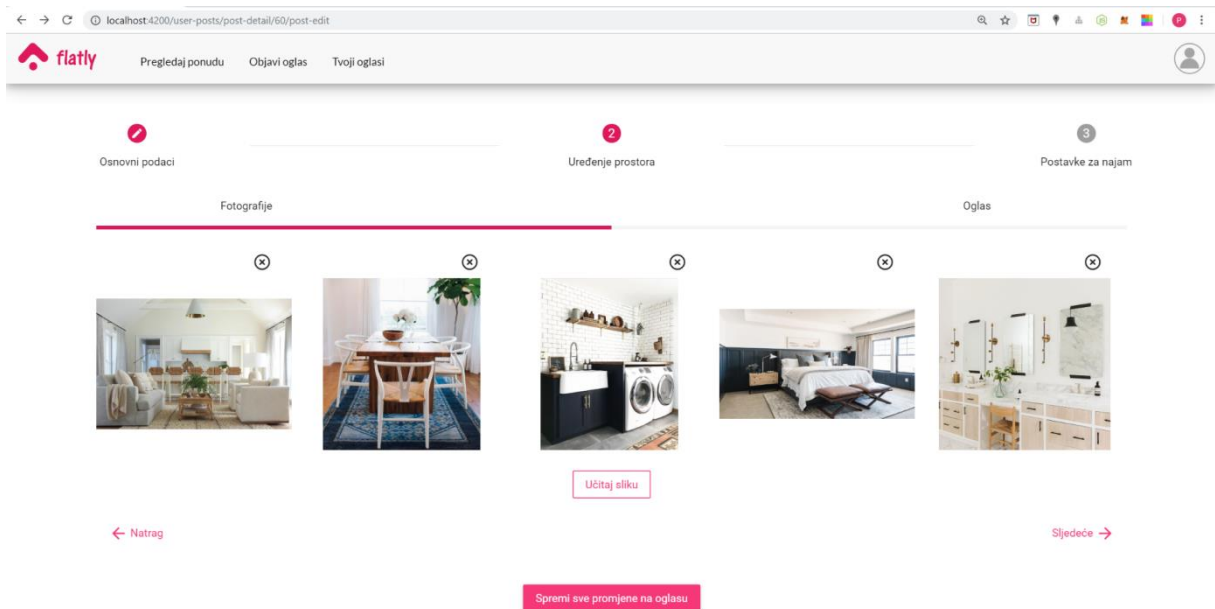 localhost:4200/user-posts/post-detail/60/post-edit
flatly Pregledaj ponudu Objavi oglas Tvoji oglasi
2 3
Osnovni podaci Uređenje prostora Postavke za najam
Fotografije Oglas
Učitaj sliku
Natrag Sljedeće
Spremi sve promjene na oglasu